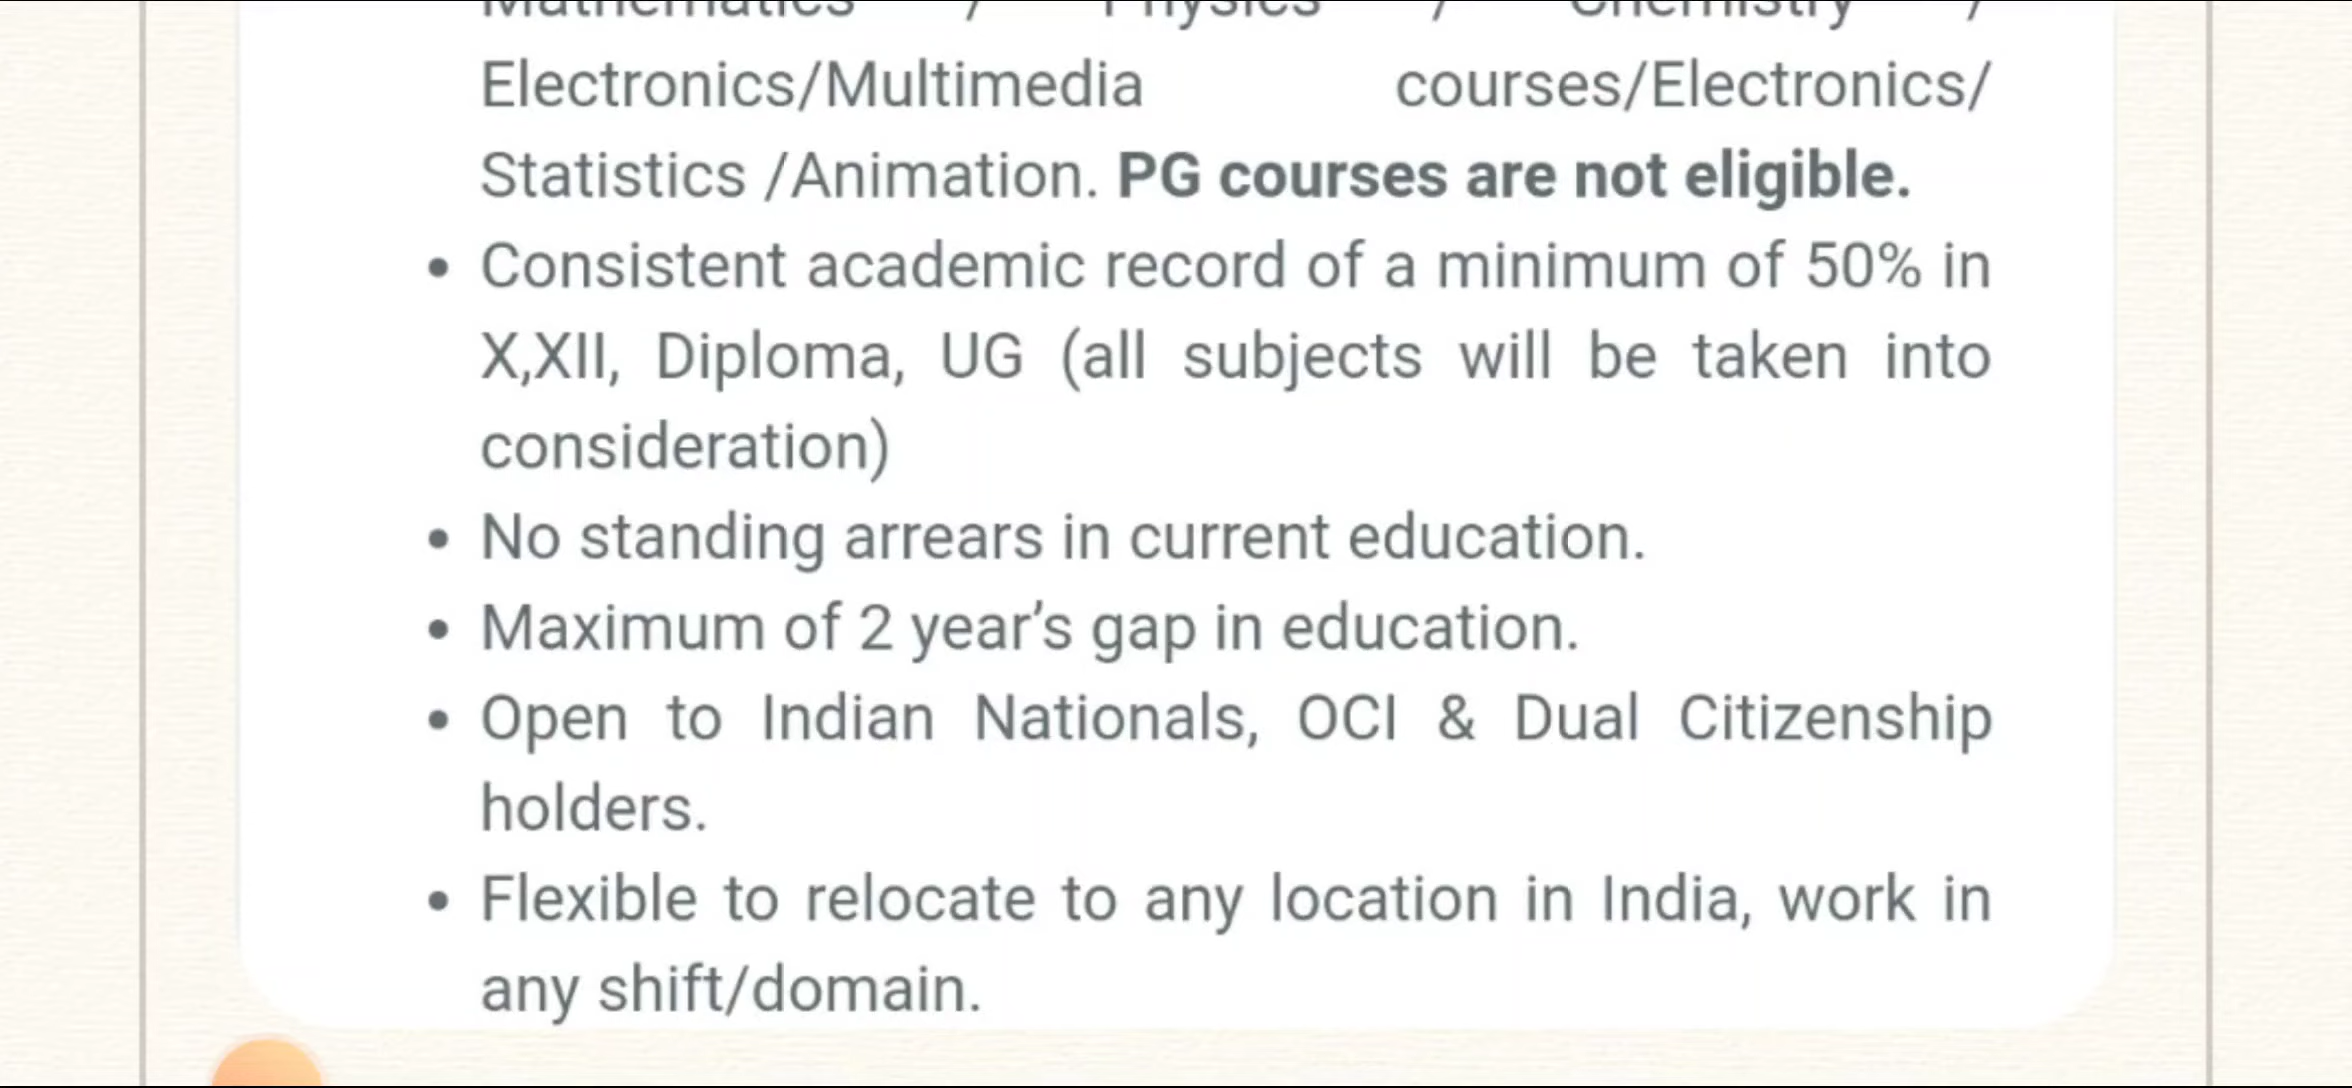 Mathematics / Physics / Chemistry /
Electronics/Multimedia courses/Electronics/
Statistics /Animation. PG courses are not eligible.
• Consistent academic record of a minimum of 50% in
X,XII, Diploma, UG (all subjects will be taken into
consideration)
• No standing arrears in current education.
• Maximum of 2 year’s gap in education.
• Open to Indian Nationals, OCI & Dual Citizenship
holders.
• Flexible to relocate to any location in India, work in
any shift/domain.